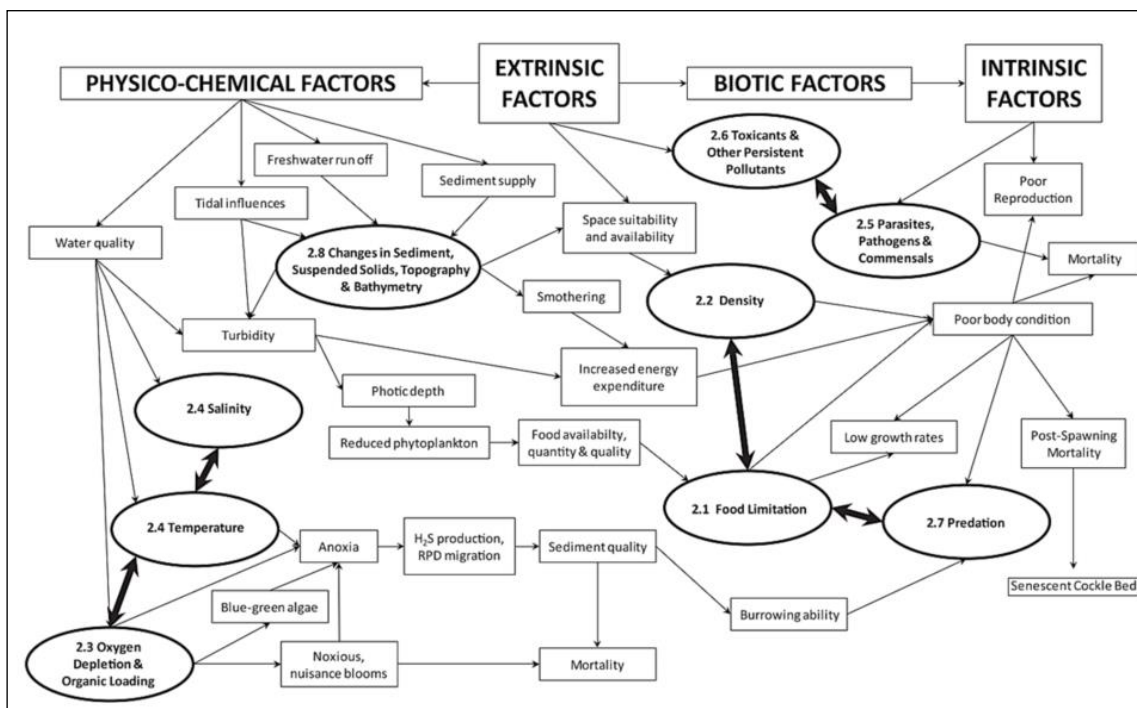 PHYSICO-CHEMICAL FACTORS
EXTRINSIC
FACTORS
BIOTIC FACTORS
INTRINSIC
FACTORS
2.6 Toxicants &
Other Persistent
Pollutants
Freshwater run off
Sediment supply
Poor
Reproduction
Tidal influences
Space suitability
and availability
2.5 Parasites,
Pathogens &
Commensals
Water quality
2.8 Changes in Sediment,
Suspended Solids, Topography
& Bathymetry
Mortality
Smothering
2.2 Density
Poor body condition
Turbidity
Increased energy
expenditure
Photic depth
2.4 Salinity
Reduced phytoplankton
Food availabilty,
quantity & quality
Low growth rates
Post-Spawning
Mortality
2.1 Food Limitation
2.7 Predation
2.4 Temperature
Anoxia
H₂S production,
RPD migration
Sediment quality
Senescent Cockle Bed
Blue-green algae
Burrowing ability
2.3 Oxygen
Depletion &
Organic Loading
Noxious,
nuisance blooms
Mortality